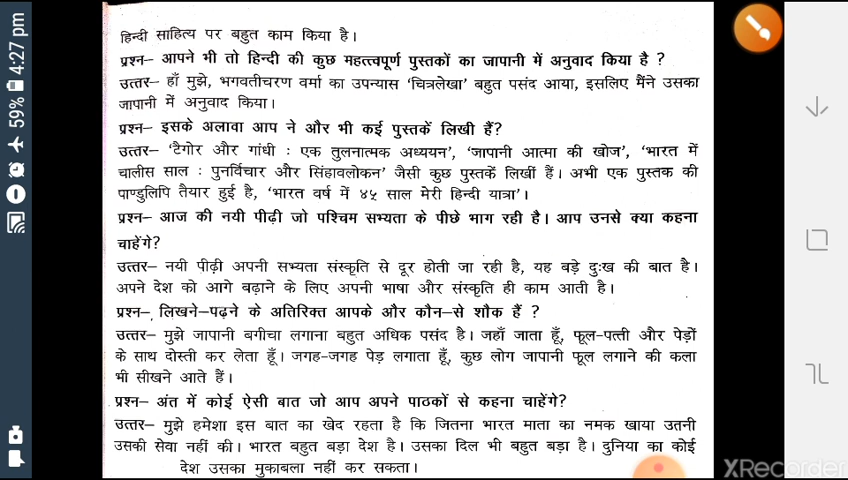 हिन्दी साहित्य पर बहुत काम किया है।
प्रश्न– आपने भी तो हिन्दी की कुछ महत्त्वपूर्ण पुस्तकों का जापानी में अनुवाद किया है ?
उत्तर– हाँ मुझे, भगवतीचरण वर्मा का उपन्यास 'चित्रलेखा' बहुत पसंद आया, इसलिए मैंने उसका
जापानी में अनुवाद किया।
प्रश्न– इसके अलावा आप ने और भी कई पुस्तकें लिखी हैं?
उत्तर– 'टैगोर और गांधी : एक तुलनात्मक अध्ययन', 'जापानी आत्मा की खोज', 'भारत में
चालीस साल : पुनर्विचार और सिंहावलोकन' जैसी कुछ पुस्तकें लिखीं हैं। अभी एक पुस्तक की
पाण्डुलिपि तैयार हुई है, 'भारत वर्ष में ४५ साल मेरी हिन्दी यात्रा'।
प्रश्न– आज की नयी पीढ़ी जो पश्चिम सभ्यता के पीछे भाग रही है। आप उनसे क्या कहना
चाहेंगे?
उत्तर– नयी पीढ़ी अपनी सभ्यता संस्कृति से दूर होती जा रही है, यह बड़े दुःख की बात है।
अपने देश को आगे बढ़ाने के लिए अपनी भाषा और संस्कृति ही काम आती है।
प्रश्न– लिखने–पढ़ने के अतिरिक्त आपके और कौन–से शौक हैं ?
उत्तर– मुझे जापानी बगीचा लगाना बहुत अधिक पसंद है। जहाँ जाता हूँ, फूल-पत्ती और पेड़ों
के साथ दोस्ती कर लेता हूँ। जगह-जगह पेड़ लगाता हूँ, कुछ लोग जापानी फूल लगाने की कला
भी सीखने आते हैं।
प्रश्न– अंत में कोई ऐसी बात जो आप अपने पाठकों से कहना चाहेंगे?
उत्तर– मुझे हमेशा इस बात का खेद रहता है कि जितना भारत माता का नमक खाया उतनी
उसकी सेवा नहीं की। भारत बहुत बड़ा देश है। उसका दिल भी बहुत बड़ा है। दुनिया का कोई
देश उसका मुकाबला नहीं कर सकता।
59% 4:27 pm
XRecorder